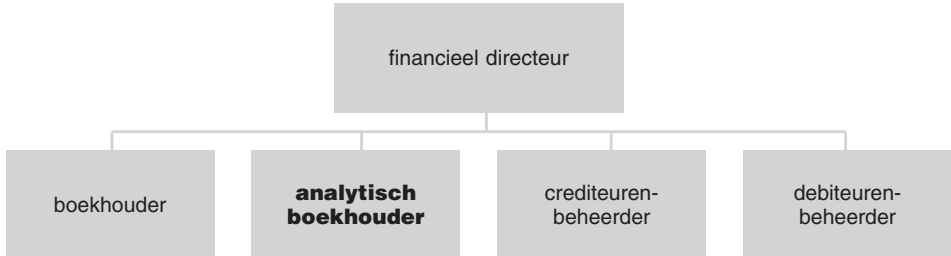 financieel directeur
boekhouder
analytisch
boekhouder
crediteuren-
beheerder
debiteuren-
beheerder